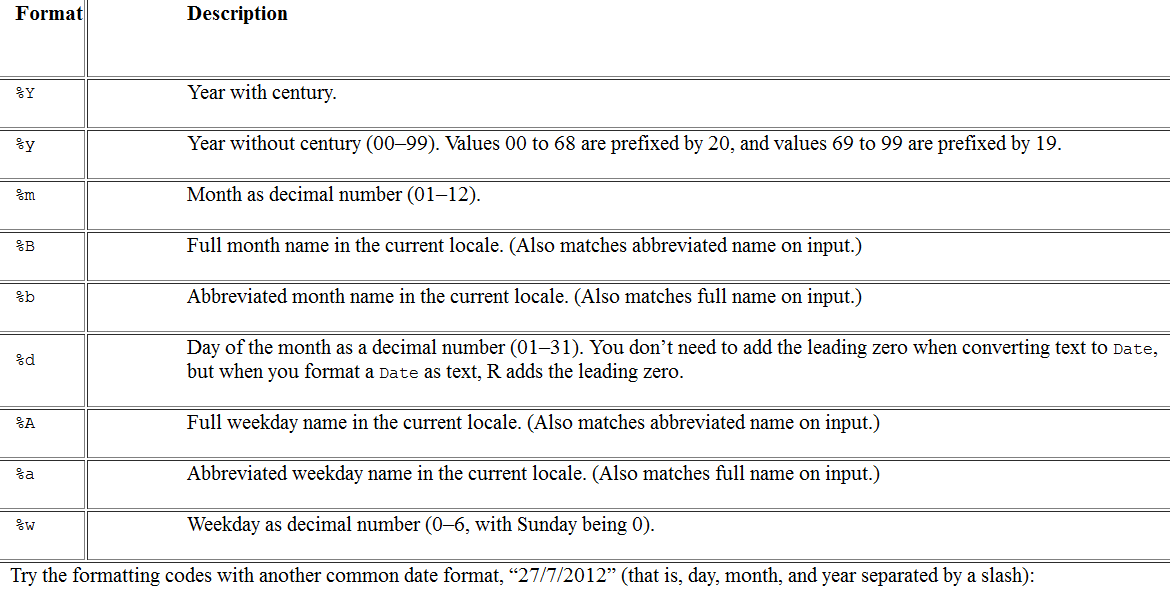 Format Description
%Y Year with century.
%y Year without century (00–99). Values 00 to 68 are prefixed by 20, and values 69 to 99 are prefixed by 19.
%m Month as decimal number (01–12).
%B Full month name in the current locale. (Also matches abbreviated name on input.)
%b Abbreviated month name in the current locale. (Also matches full name on input.)
%d Day of the month as a decimal number (01–31). You don’t need to add the leading zero when converting text to Date,
but when you format a Date as text, R adds the leading zero.
%A Full weekday name in the current locale. (Also matches abbreviated name on input.)
%a Abbreviated weekday name in the current locale. (Also matches full name on input.)
%w Weekday as decimal number (0–6, with Sunday being 0).
Try the formatting codes with another common date format, “27/7/2012” (that is, day, month, and year separated by a slash):